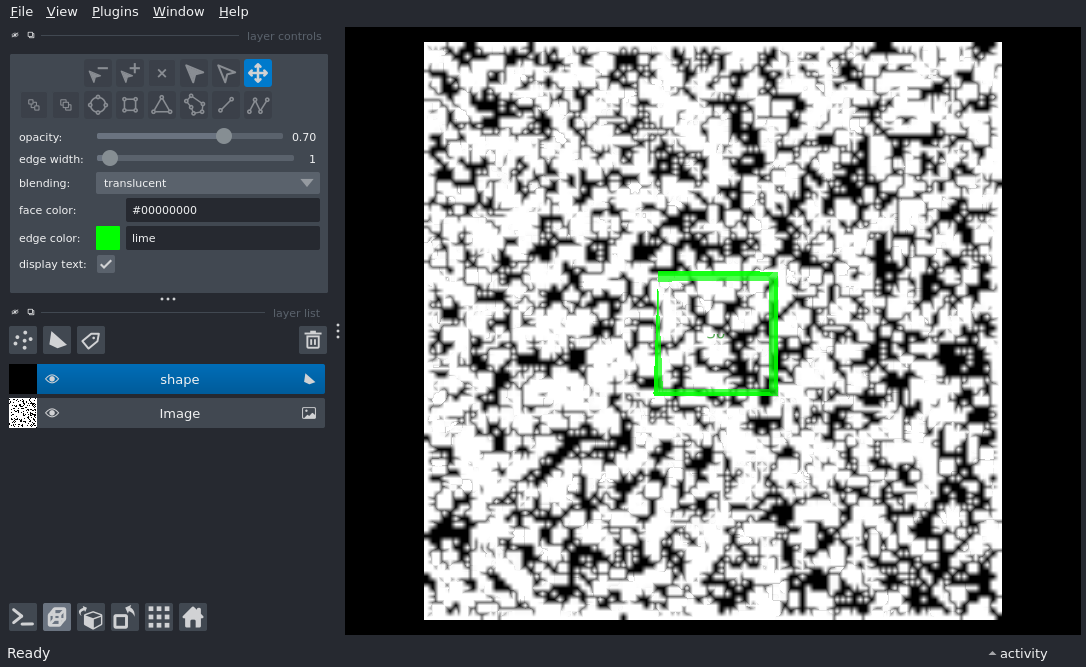 File View Plugins Window Help
layer controls
opacity: 0.70
edge width: 1
blending: translucent
face color: #00000000
edge color: lime
display text:
layer list
shape
Image
Ready
activity